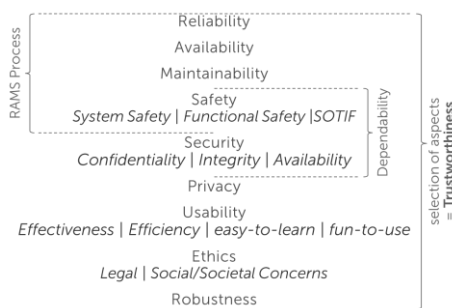 Reliability
Availability
Maintainability
Safety
System Safety | Functional Safety |SOTIF
Security
Confidentiality | Integrity | Availability
Privacy
Usability
Effectiveness | Efficiency | easy-to-learn | fun-to-use
Ethics
Legal | Social/Societal Concerns
Robustness
RAMS Process
Dependability
selection of aspects
= Trustworthiness